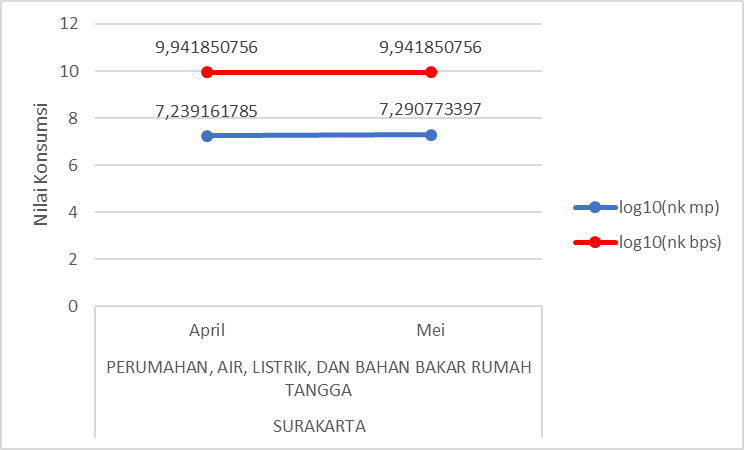 12
10
8
6
4
2
0
Nilai Konsumsi
9,941850756
9,941850756
7,239161785
7,290773397
April
Mei
PERUMAHAN, AIR, LISTRIK, DAN BAHAN BAKAR RUMAH
TANGGA
SURAKARTA
log10(nk mp)
log10(nk bps)